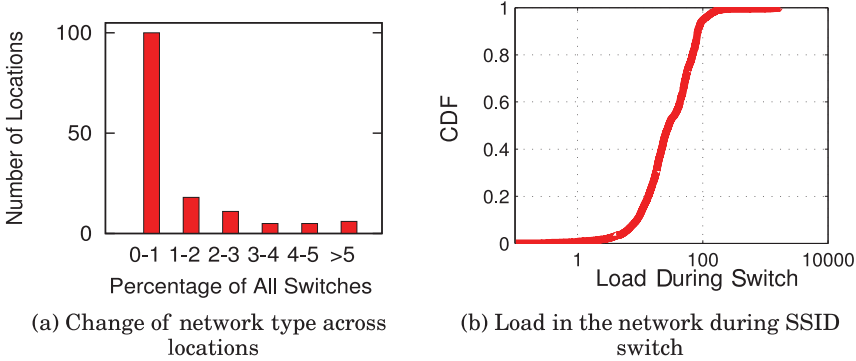 100
50
0
Number of Locations
0-1 1-2 2-3 3-4 4-5 >5
Percentage of All Switches
(a) Change of network type across
locations
1
0.8
0.6
0.4
0.2
0
CDF
1 100 10000
Load During Switch
(b) Load in the network during SSID
switch